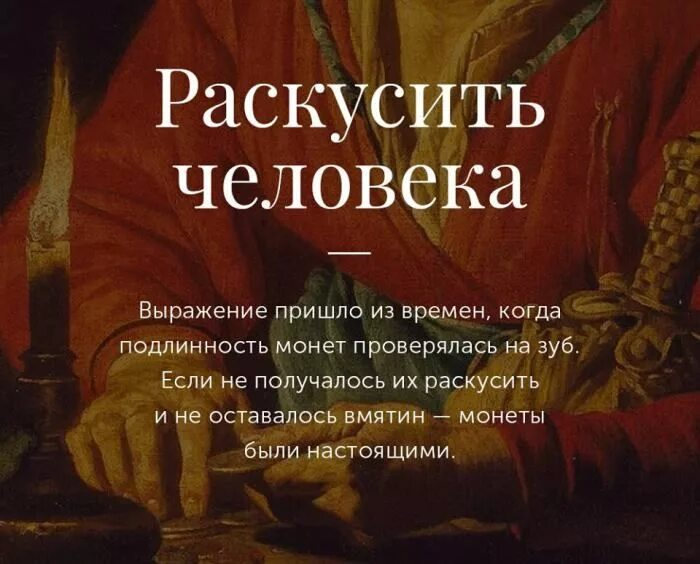 Раскусить
человека
—
Выражение пришло из времен, когда
подлинность монет проверялась на зуб.
Если не получалось их раскусить
и не оставалось вмятин — монеты
были настоящими.